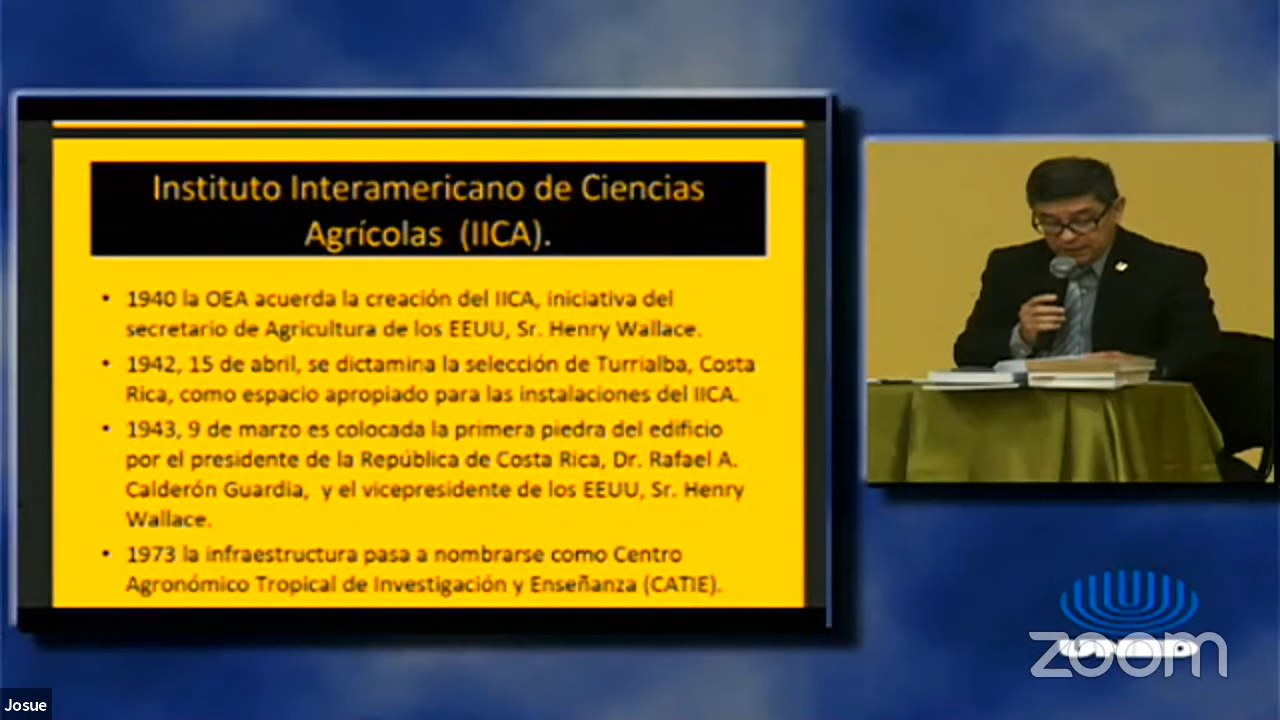 Instituto Interamericano de Ciencias
Agrícolas (IICA).
• 1940 la OEA acuerda la creación del IICA, iniciativa del
secretario de Agricultura de los EEUU, Sr. Henry Wallace.
• 1942, 15 de abril, se dictamina la selección de Turrialba, Costa
Rica, como espacio apropiado para las instalaciones del IICA.
• 1943, 9 de marzo es colocada la primera piedra del edificio
por el presidente de la República de Costa Rica, Dr. Rafael A.
Calderón Guardia, y el vicepresidente de los EEUU, Sr. Henry
Wallace.
• 1973 la infraestructura pasa a nombrarse como Centro
Agronómico Tropical de Investigación y Enseñanza (CATIE).
zoom
Josue